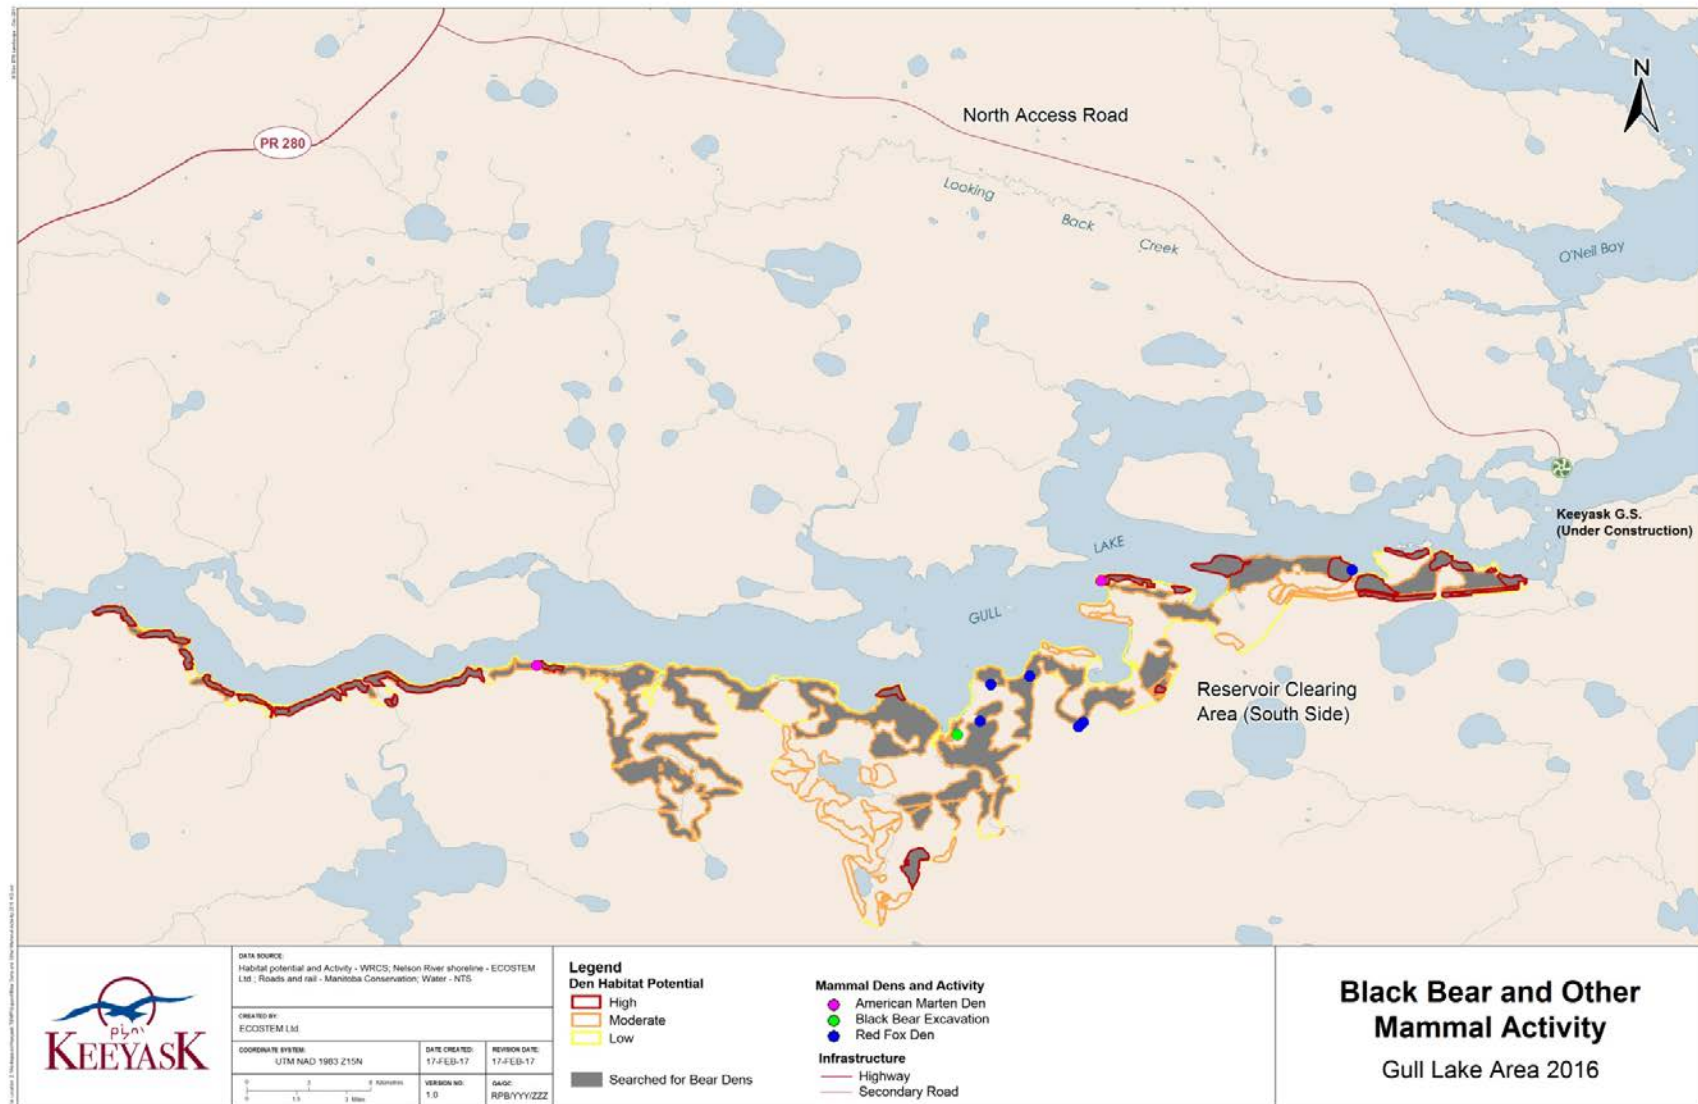 N
North Access Road
PR 280
Looking
Back
Creek
O'Neil Bay
Keeyask G.S.
(Under Construction)
LAKE
GULL
Reservoir Clearing
Area (South Side)
KEEYASK
DATA SOURCE:
Habitat potential and Activity - WRCS; Nelson River shoreline - ECOSTEM
Ltd.; Roads and rail - Manitoba Conservation; Water - NTS
CREATED BY:
ECOSTEM Ltd.
COORDINATE SYSTEM:
UTM NAD 1983 Z15N
DATE CREATED:
17-FEB-17
REVISION DATE:
17-FEB-17
VERSION NO:
1.0
QA/QC:
RPB/YYY/ZZZ
Legend
Den Habitat Potential
High
Moderate
Low
Searched for Bear Dens
Mammal Dens and Activity
American Marten Den
Black Bear Excavation
Red Fox Den
Infrastructure
Highway
Secondary Road
Black Bear and Other
Mammal Activity
Gull Lake Area 2016